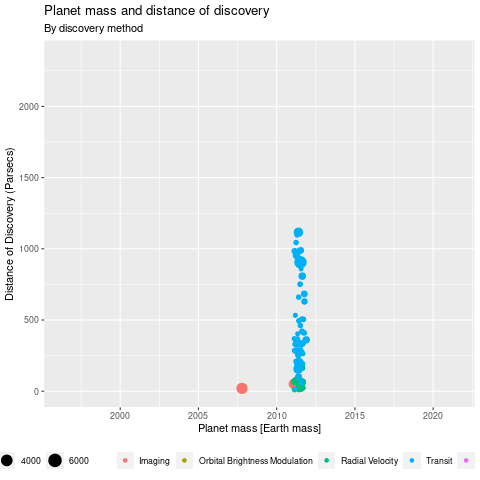 Planet mass and distance of discovery
By discovery method
Distance of Discovery (Parsecs)
2000
1500
1000
500
0
2000
2005
2010
2015
2020
Planet mass [Earth mass]
4000
6000
Imaging
Orbital Brightness Modulation
Radial Velocity
Transit